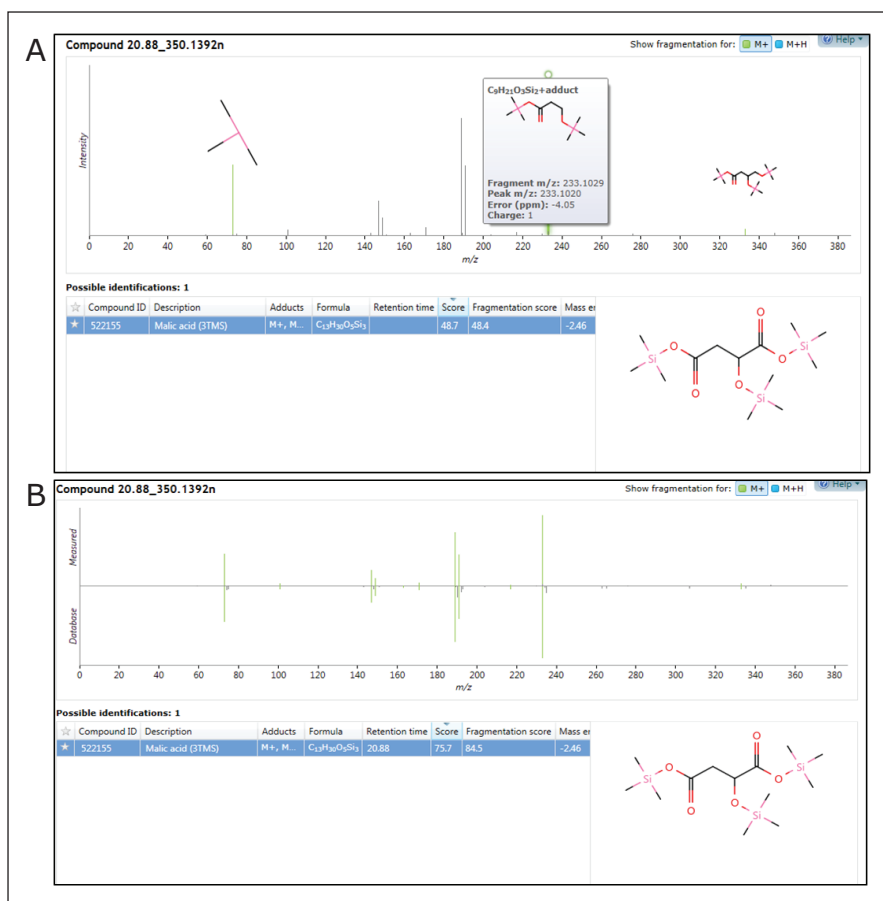 A
Compound 20.88_350.1392n
Show fragmentation for: M+ M+H
Help
Intensity
C₉H₂₁O₃Si₂+adduct
Fragment m/z: 233.1029
Peak m/z: 233.1020
Error (ppm): -4.05
Charge: 1
0 20 40 60 80 100 120 140 160 180 200 220 240 260 280 300 320 340 360 380
m/z
Possible identifications: 1
Compound ID Description Adducts Formula Retention time Score Fragmentation score Mass er
522155 Malic acid (3TMS) M+, M... C₁₃H₃₀O₅Si₃ 48.7 48.4 -2.46
O
O
Si
O
O
Si
O
Si
B
Compound 20.88_350.1392n
Show fragmentation for: M+ M+H
Help
Measured
Database
0 20 40 60 80 100 120 140 160 180 200 220 240 260 280 300 320 340 360 380
m/z
Possible identifications: 1
Compound ID Description Adducts Formula Retention time Score Fragmentation score Mass er
522155 Malic acid (3TMS) M+, M... C₁₃H₃₀O₅Si₃ 20.88 75.7 84.5 -2.46
O
O
Si
O
O
Si
O
Si